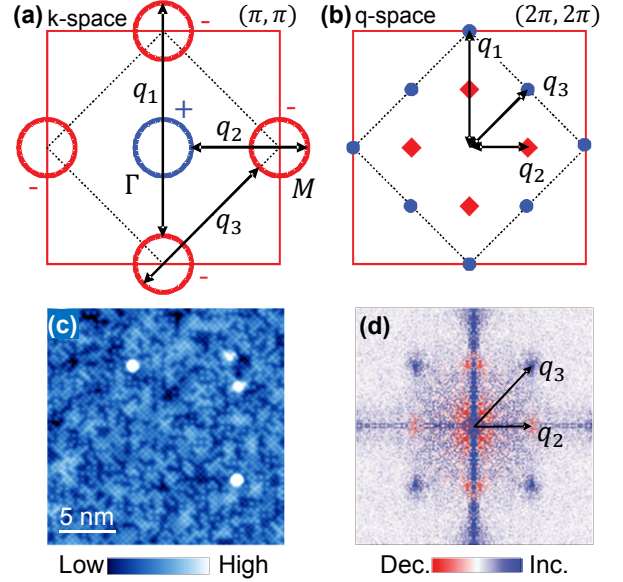 (a) k-space (π, π)
- + - - -
q₁
q₂
q₃
Γ
M
(b) q-space (2π, 2π)
q₁
q₃
q₂
(c)
5 nm
Low High
(d)
q₃
q₂
Dec. Inc.